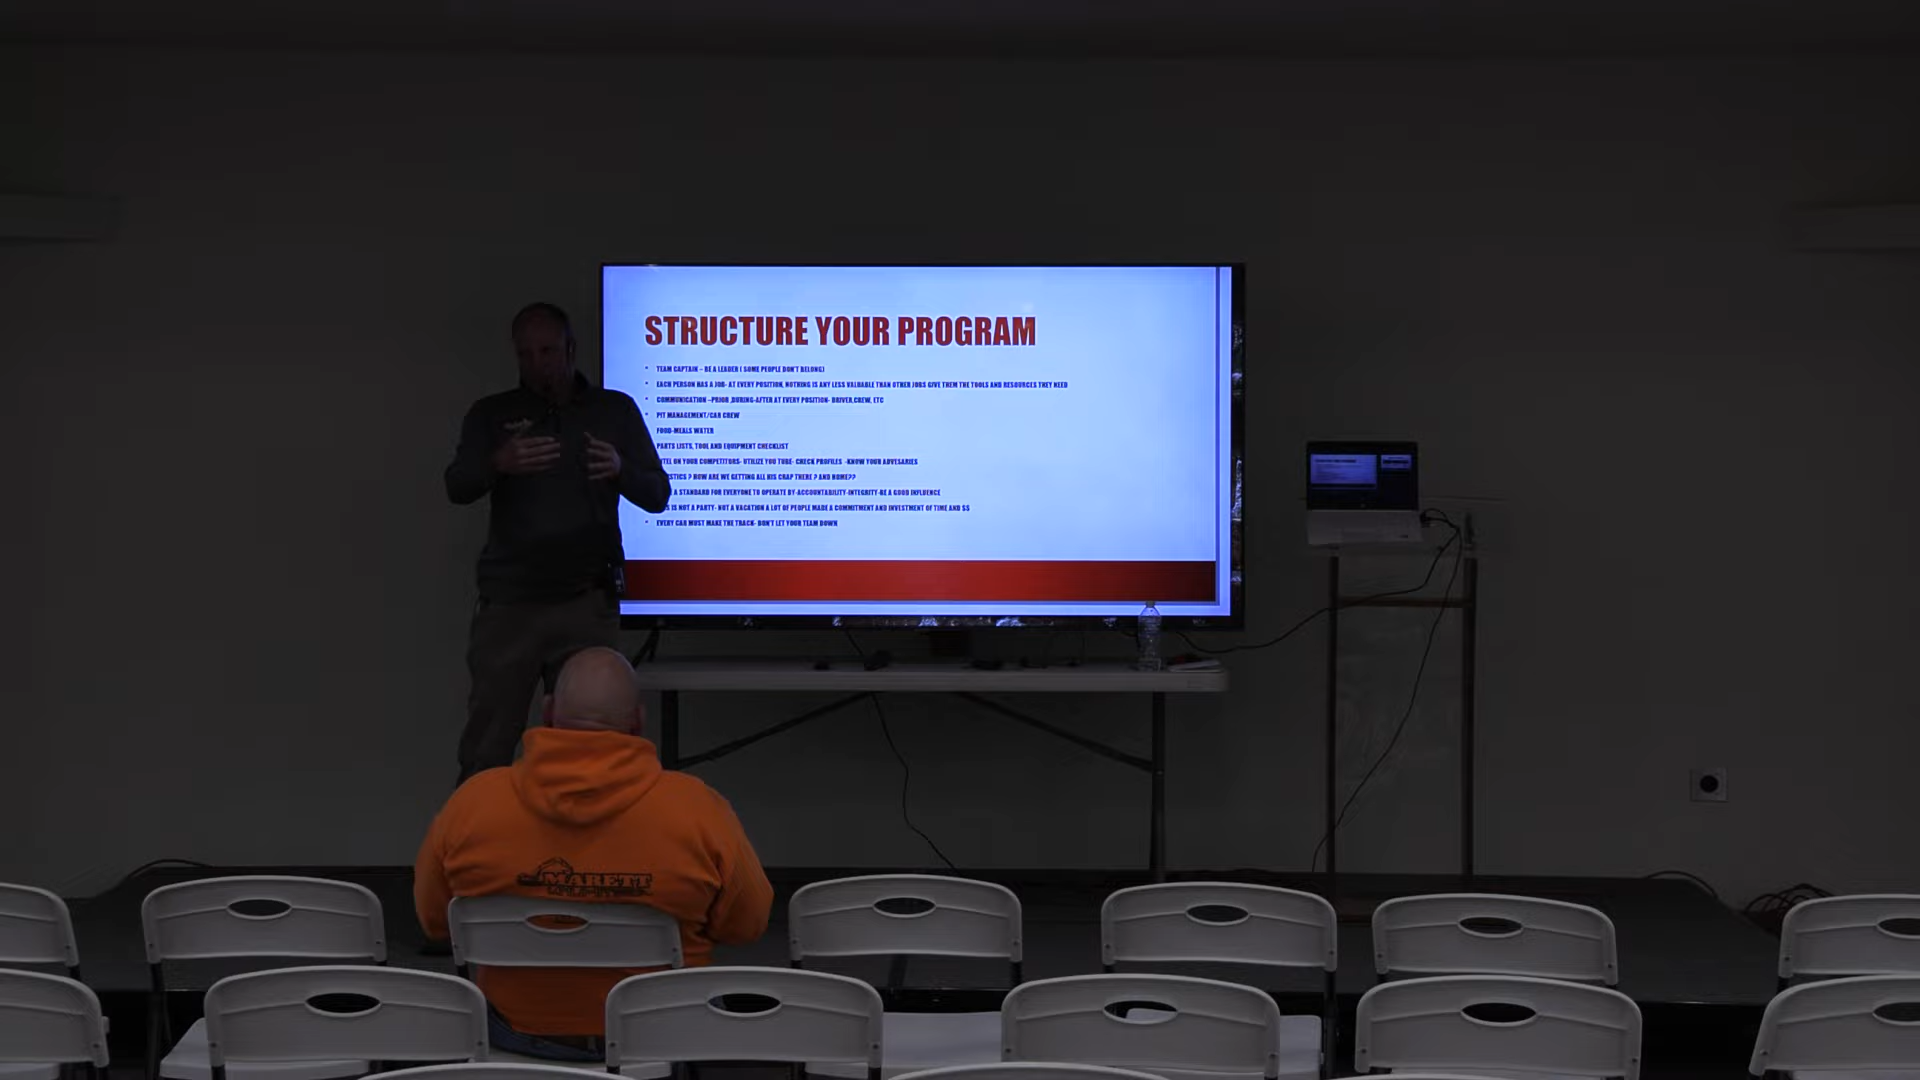 STRUCTURE YOUR PROGRAM
• TEAM CAPTAIN – BE A LEADER ( SOME PEOPLE DON'T BELONG)
• EACH PERSON HAS A JOB- AT EVERY POSITION, NOTHING IS ANY LESS VALUABLE THAN OTHER JOBS GIVE THEM THE TOOLS AND RESOURCES THEY NEED
• COMMUNICATION –PRIOR ,DURING-AFTER AT EVERY POSITION- DRIVER,CREW, ETC
• PIT MANAGEMENT/CAR CREW
FOOD-MEALS WATER
PARTS LISTS, TOOL AND EQUIPMENT CHECKLIST
ON YOUR COMPETITORS- UTILIZE YOU TUBE- CHECK PROFILES -KNOW YOUR ADVESARIES
? HOW ARE WE GETTING ALL HIS CRAP THERE ? AND HOME??
A STANDARD FOR EVERYONE TO OPERATE BY-ACCOUNTABILITY-INTEGRITY-BE A GOOD INFLUENCE
IS NOT A PARTY- NOT A VACATION A LOT OF PEOPLE MADE A COMMITMENT AND INVESTMENT OF TIME AND $$
• EVERY CAR MUST MAKE THE TRACK- DON'T LET YOUR TEAM DOWN